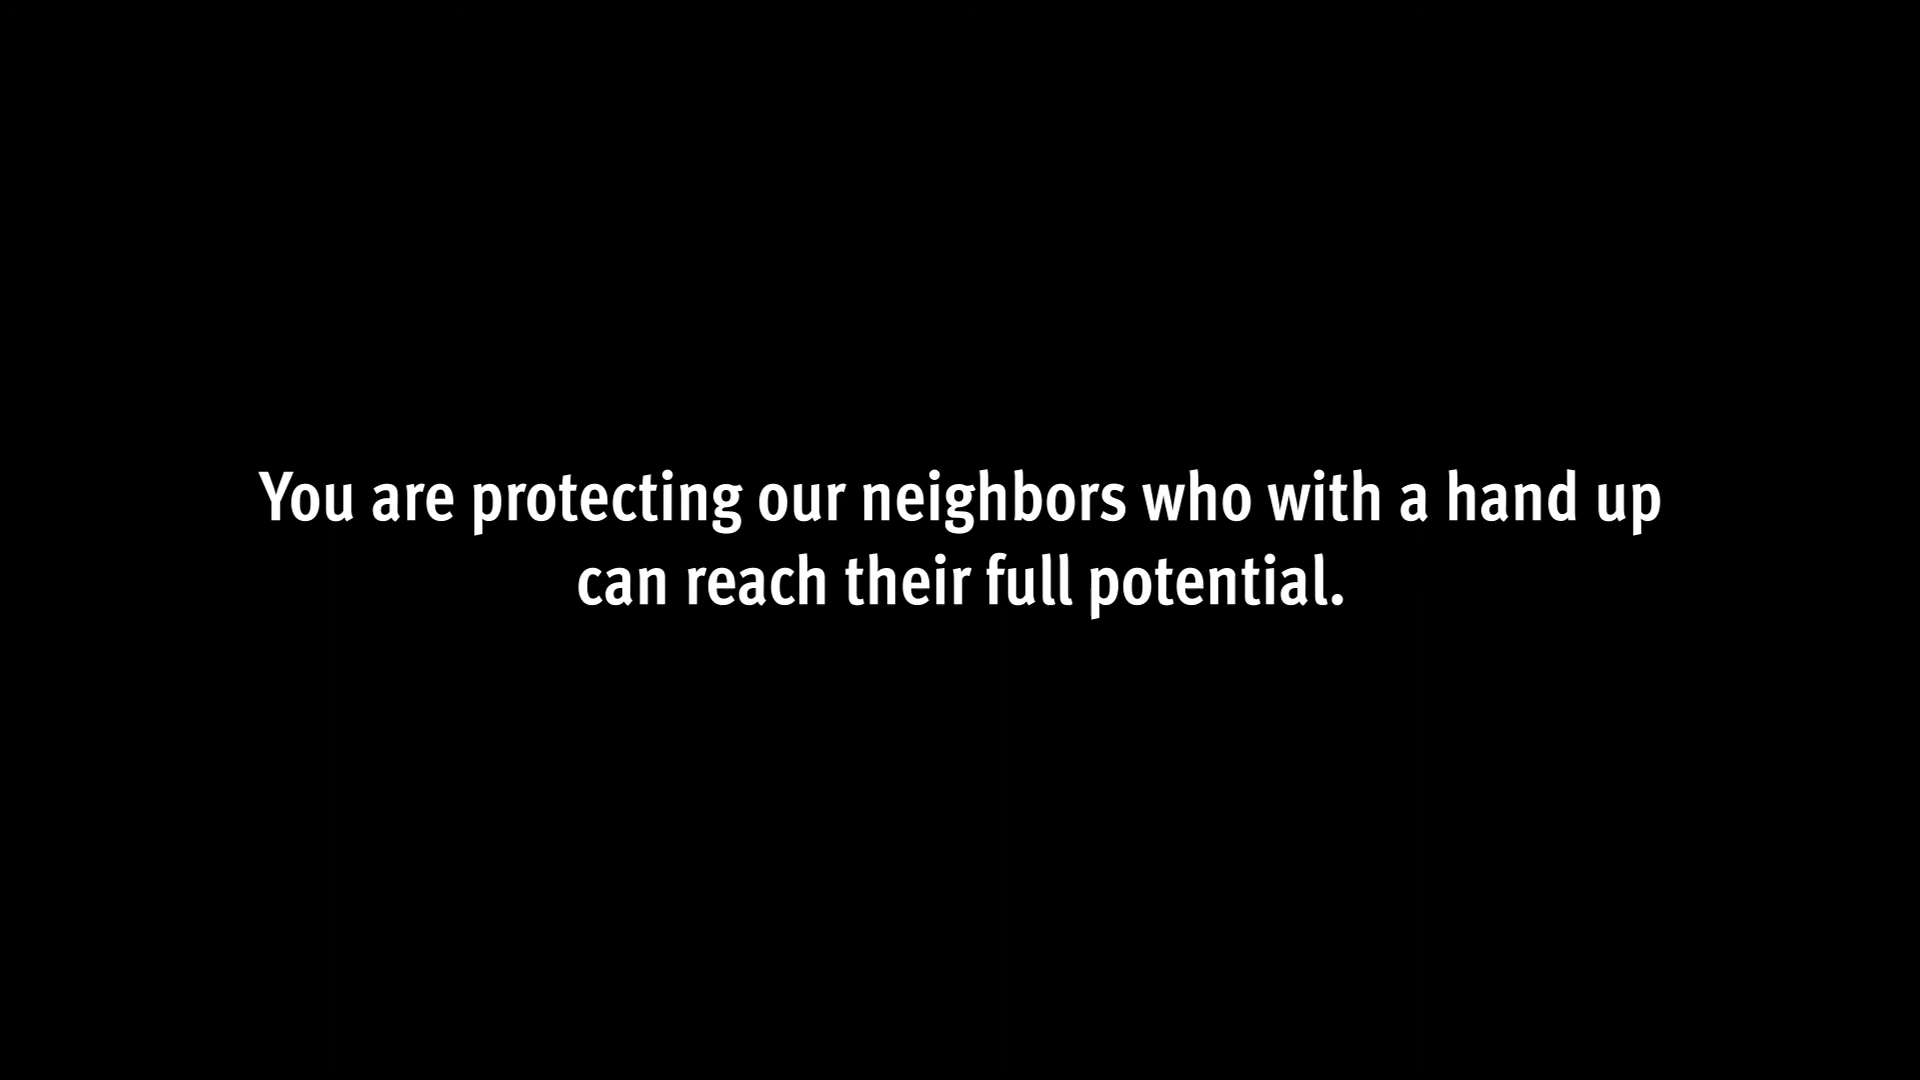 You are protecting our neighbors who with a hand up
can reach their full potential.